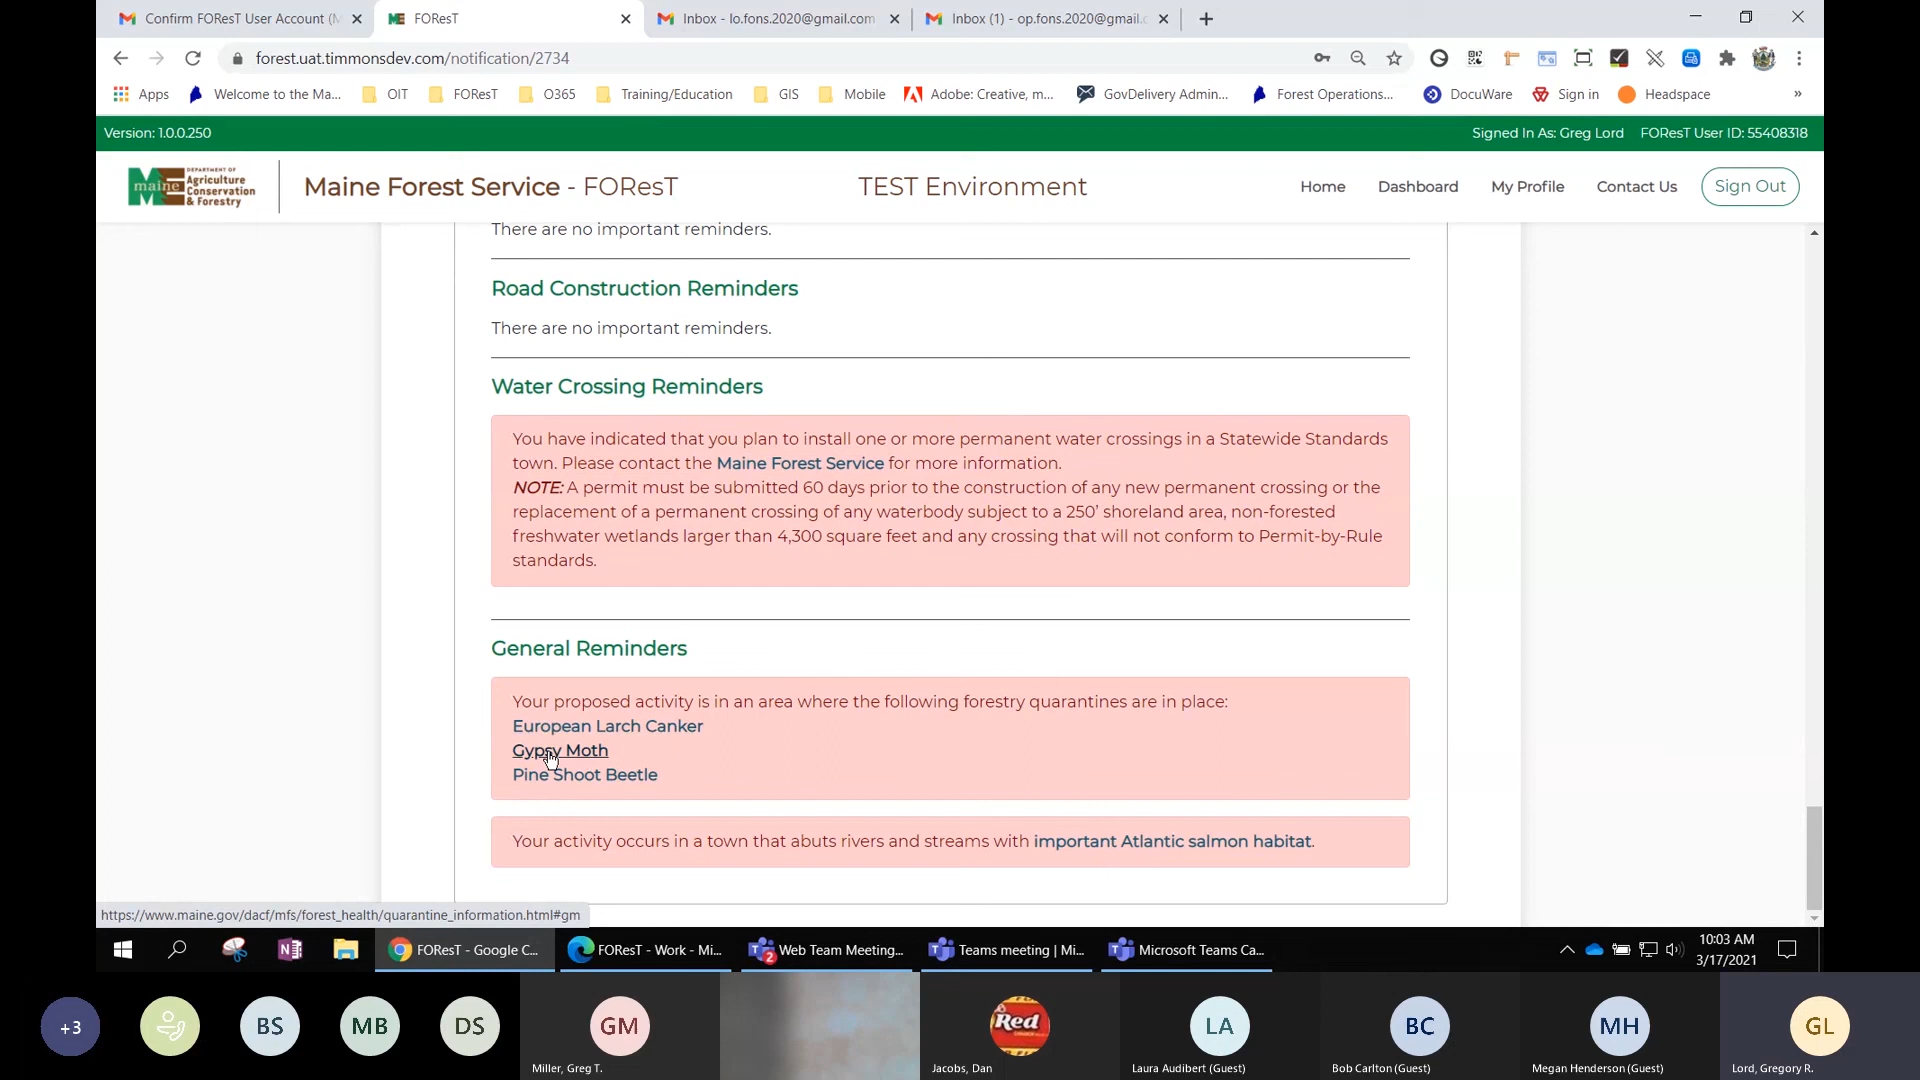 Confirm FOResT User Account (M
FOResT
Inbox - lo.fons.2020@gmail.com
Inbox (1) - op.fons.2020@gmail.c
forest.uat.timmonsdev.com/notification/2734
Apps
Welcome to the Ma...
OIT
FOResT
O365
Training/Education
GIS
Mobile
Adobe: Creative, m...
GovDelivery Admin...
Forest Operations...
DocuWare
Sign in
Headspace
»
Version: 1.0.0.250
Signed In As: Greg Lord
FOResT User ID: 55408318
maine
DEPARTMENT OF
Agriculture
Conservation
& Forestry
Maine Forest Service - FOResT
TEST Environment
Home
Dashboard
My Profile
Contact Us
Sign Out
There are no important reminders.
Road Construction Reminders
There are no important reminders.
Water Crossing Reminders
You have indicated that you plan to install one or more permanent water crossings in a Statewide Standards
town. Please contact the Maine Forest Service for more information.
NOTE: A permit must be submitted 60 days prior to the construction of any new permanent crossing or the
replacement of a permanent crossing of any waterbody subject to a 250' shoreland area, non-forested
freshwater wetlands larger than 4,300 square feet and any crossing that will not conform to Permit-by-Rule
standards.
General Reminders
Your proposed activity is in an area where the following forestry quarantines are in place:
European Larch Canker
Gypsy Moth
Pine Shoot Beetle
Your activity occurs in a town that abuts rivers and streams with important Atlantic salmon habitat.
https://www.maine.gov/dacf/mfs/forest_health/quarantine_information.html#gm
FOResT - Google C...
FOResT - Work - Mi...
2
Web Team Meeting...
Teams meeting | Mi...
Microsoft Teams Ca...
10:03 AM
3/17/2021
+3
BS
MB
DS
GM
Miller, Greg T.
Red
Jacobs, Dan
LA
Laura Audibert (Guest)
BC
Bob Carlton (Guest)
MH
Megan Henderson (Guest)
GL
Lord, Gregory R.